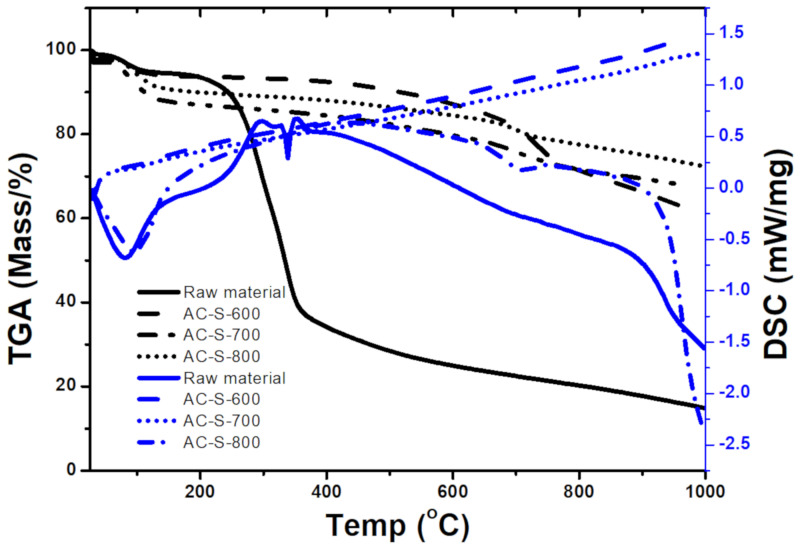 TGA (Mass/%)
100
80
60
40
20
0
Raw material
AC-S-600
AC-S-700
AC-S-800
Raw material
AC-S-600
AC-S-700
AC-S-800
200
400
600
800
1000
Temp (°C)
1.5
1.0
0.5
0.0
-0.5
-1.0
-1.5
-2.0
-2.5
DSC (mW/mg)